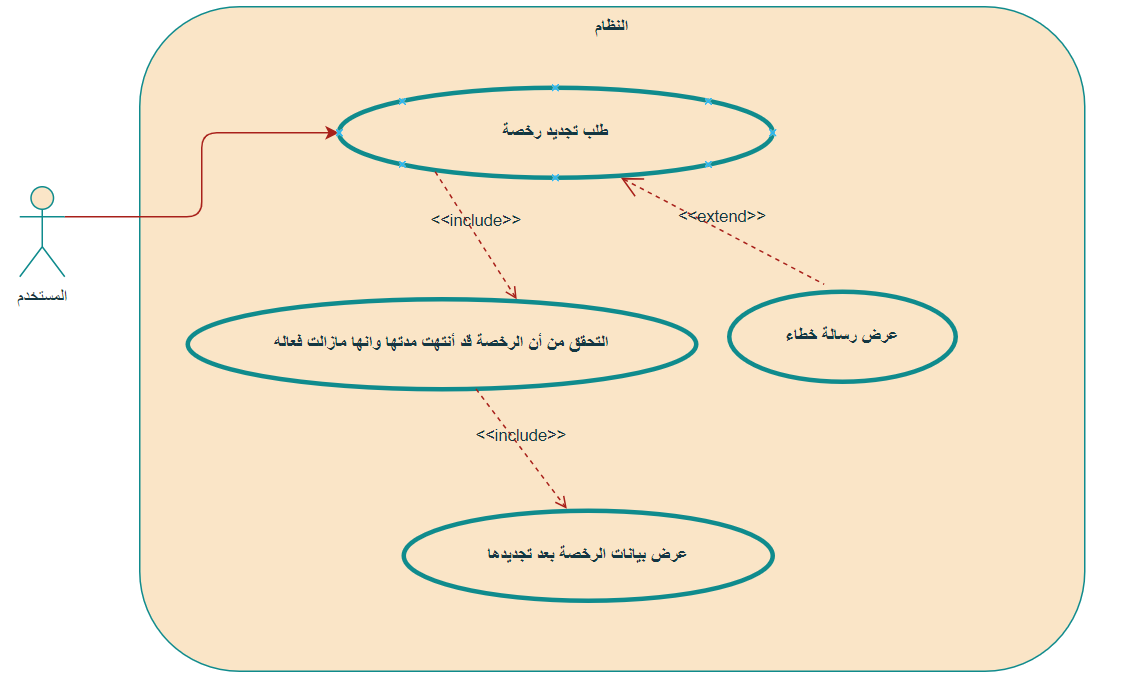 النظام
طلب تجديد رخصة
<<include>>
<<extend>>
المستخدم
التحقق من أن الرخصة قد أنتهت مدتها وانها مازالت فعاله
عرض رسالة خطاء
<<include>>
عرض بيانات الرخصة بعد تجديدها